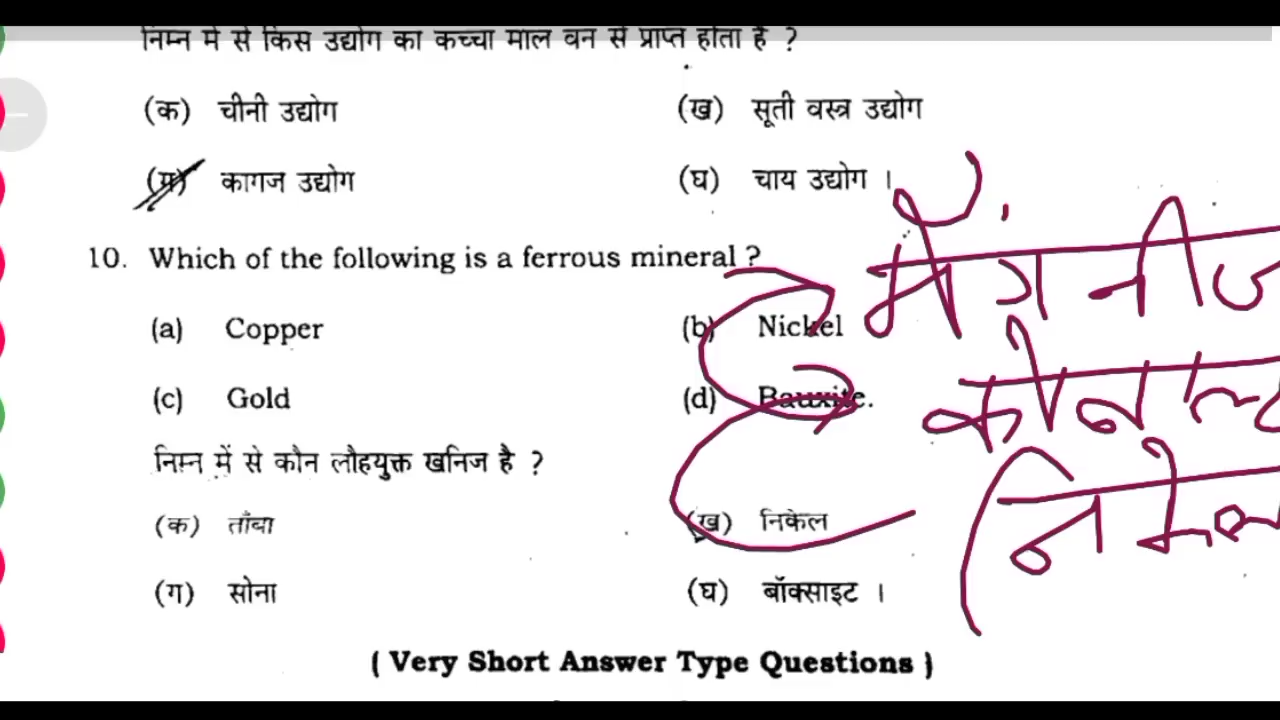 निम्न में से किस उद्योग का कच्चा माल वन से प्राप्त होता है ?
(क) चीनी उद्योग (ख) सूती वस्त्र उद्योग
(ग) कागज उद्योग (घ) चाय उद्योग ।
10. Which of the following is a ferrous mineral ?
(a) Copper (b) Nickel
(c) Gold (d) Bauxite.
निम्न में से कौन लौहयुक्त खनिज है ?
(क) ताँबा (ख) निकेल
(ग) सोना (घ) बॉक्साइट ।
( Very Short Answer Type Questions )
मैंगनीज